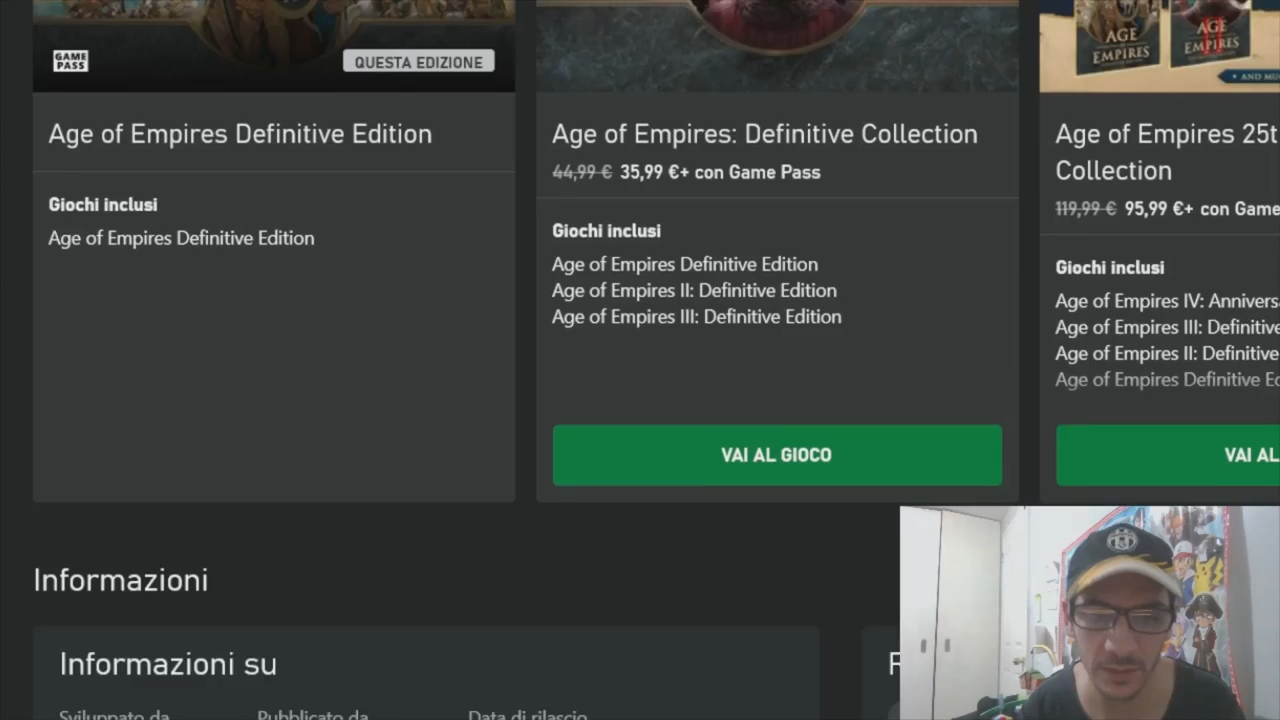 GAME
PASS
QUESTA EDIZIONE
AGE
EMPIRES
AGE
EMPIRES
AND MU
Age of Empires Definitive Edition
Giochi inclusi
Age of Empires Definitive Edition
Age of Empires: Definitive Collection
44,99 € 35,99 €+ con Game Pass
Giochi inclusi
Age of Empires Definitive Edition
Age of Empires II: Definitive Edition
Age of Empires III: Definitive Edition
VAI AL GIOCO
Age of Empires 25t
Collection
119,99 € 95,99 €+ con Game
Giochi inclusi
Age of Empires IV: Annivers
Age of Empires III: Definitive
Age of Empires II: Definitive
Age of Empires Definitive Ed
VAI AL
Informazioni
Informazioni su
Sviluppato da
Pubblicato da
Data di rilascio